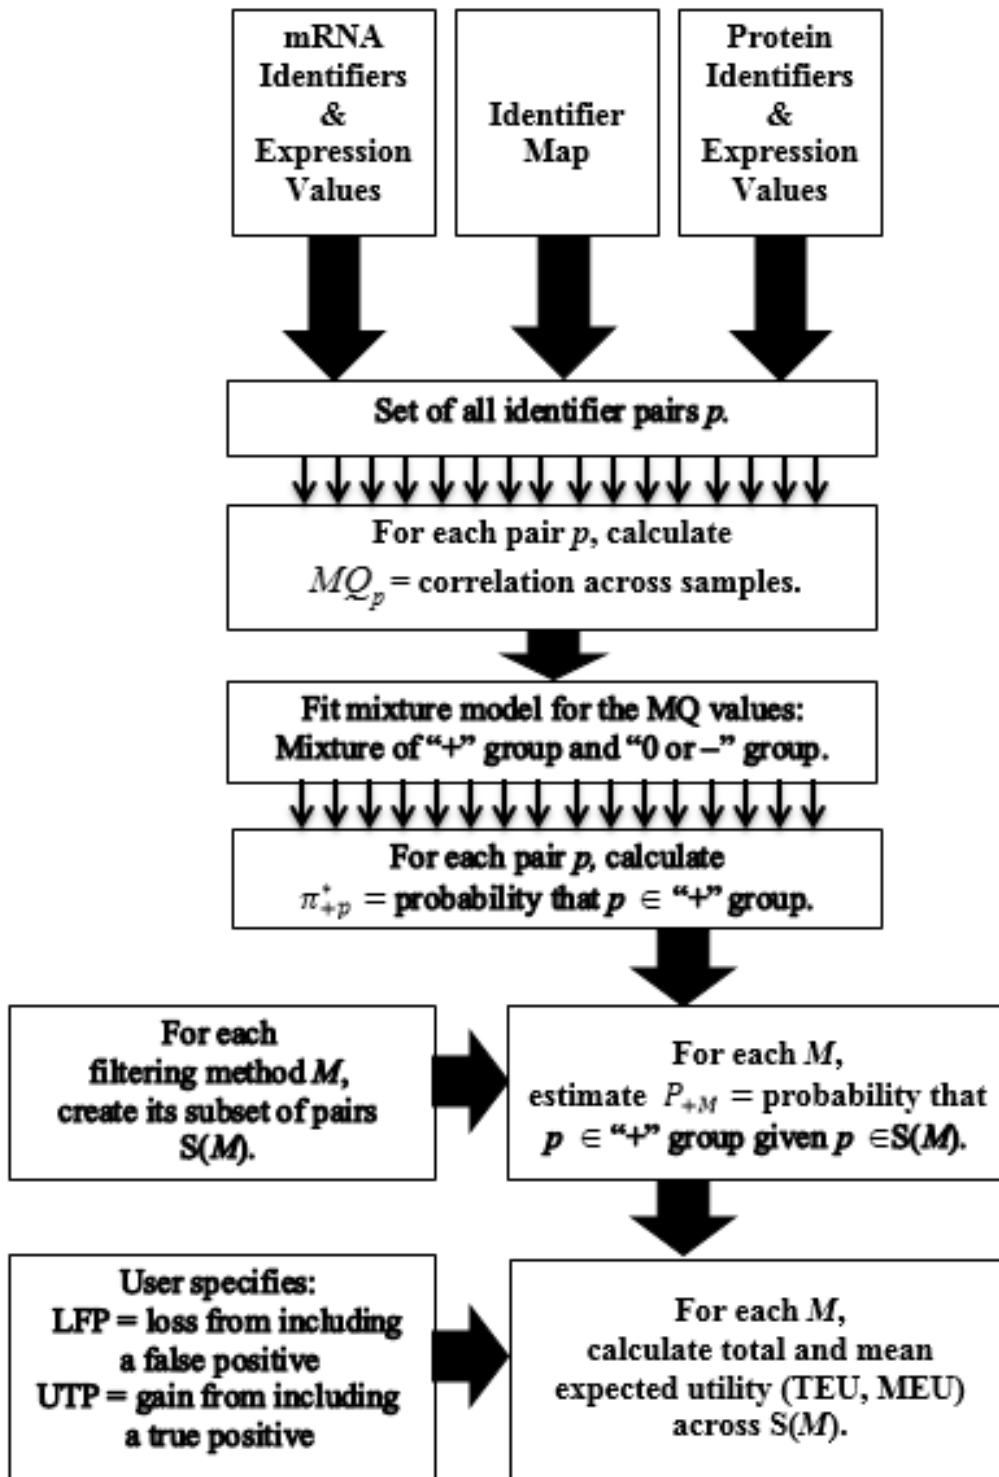 mRNA
Identifiers
&
Expression
Values
Identifier
Map
Protein
Identifiers
&
Expression
Values
Set of all identifier pairs p.
For each pair p, calculate
MQ_p = correlation across samples.
Fit mixture model for the MQ values:
Mixture of “+” group and “0 or –” group.
For each pair p, calculate
π*_{+p} = probability that p ∈ “+” group.
For each
filtering method M,
create its subset of pairs
S(M).
For each M,
estimate P_{+M} = probability that
p ∈ “+” group given p ∈S(M).
User specifies:
LFP = loss from including
a false positive
UTP = gain from including
a true positive
For each M,
calculate total and mean
expected utility (TEU, MEU)
across S(M).